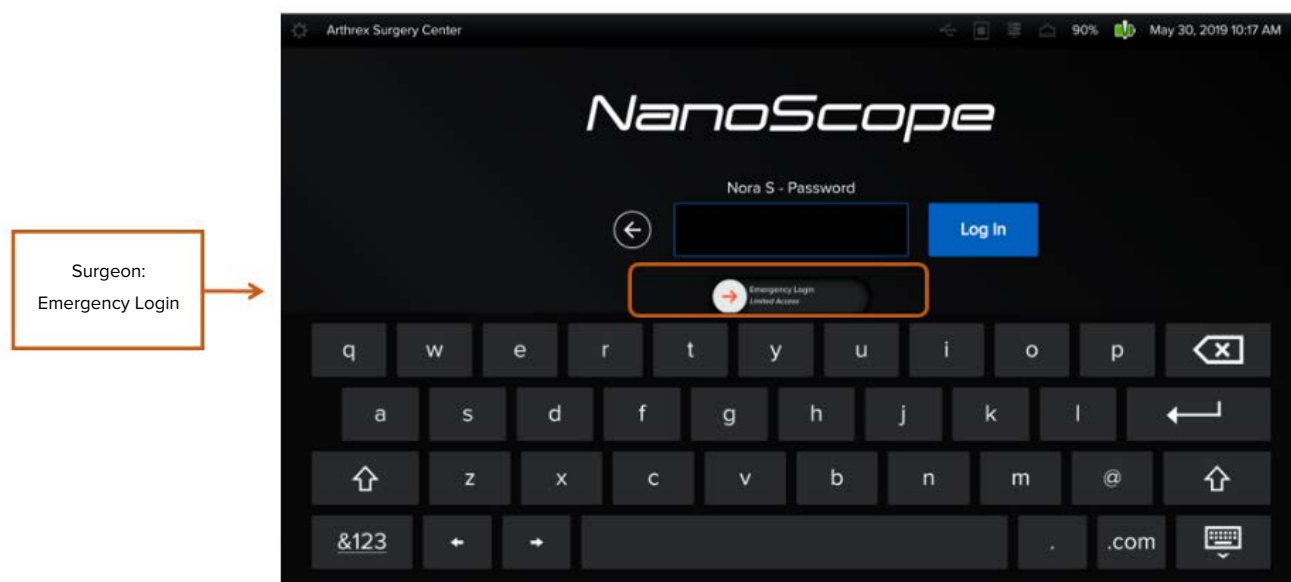 Arthrex Surgery Center 90% May 30, 2019 10:17 AM
NanoScope
Nora S - Password
Log In
Surgeon:
Emergency Login
Emergency Login
Limited Access
q w e r t y u i o p
a s d f g h j k l
z x c v b n m @
&123 . .com